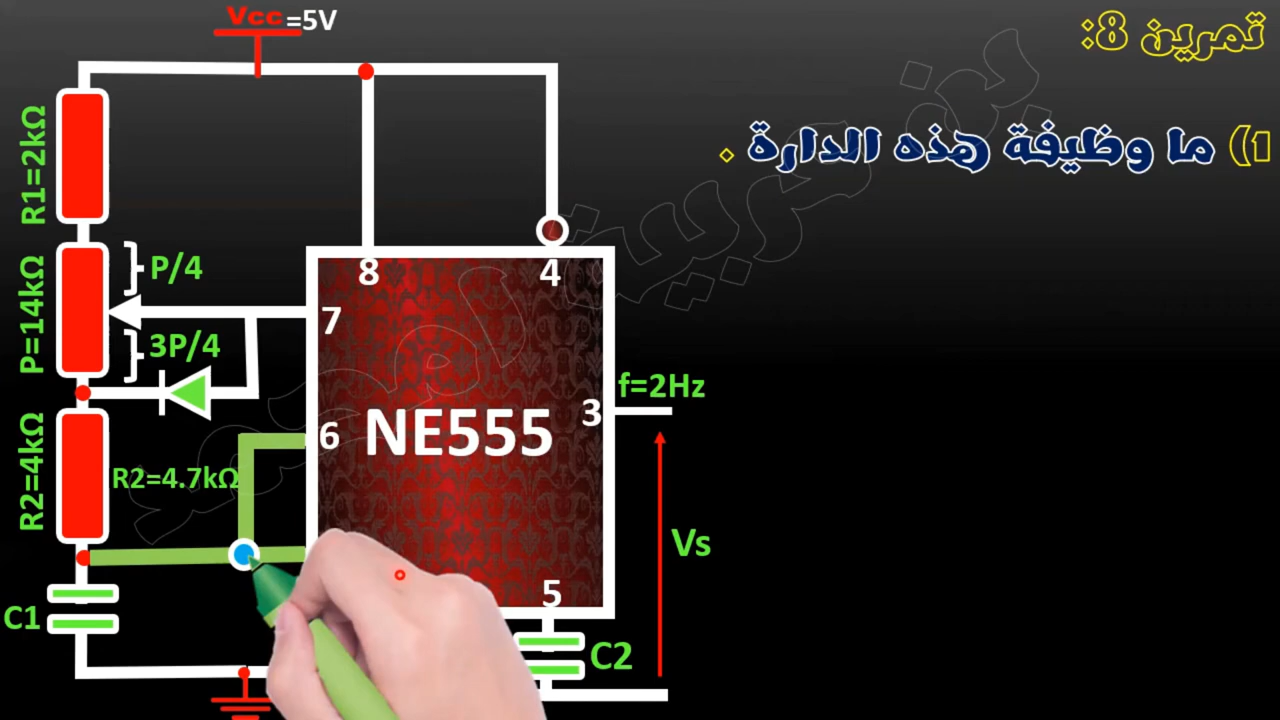 تمرين 8:
1) ما وظيفة هذه الدارة .
Vcc=5V
R1=2kΩ
P/4
P=14kΩ
3P/4
R2=4kΩ
R2=4.7kΩ
C1
8
4
7
6
NE555
3
f=2Hz
Vs
5
C2